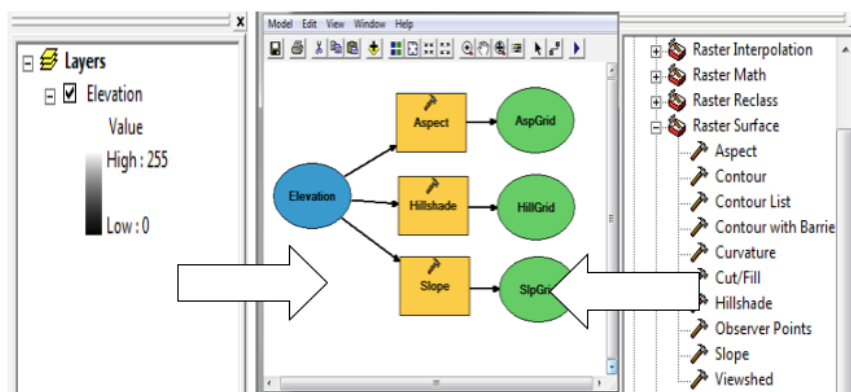 x
Layers
Elevation
Value
High : 255
Low : 0
Model Edit View Window Help
Aspect
AspGrid
Elevation
Hillshade
HillGrid
Slope
Raster Interpolation
Raster Math
Raster Reclass
Raster Surface
Aspect
Contour
Contour List
Contour with Barrie
Curvature
Cut/Fill
Hillshade
Observer Points
Slope
Viewshed